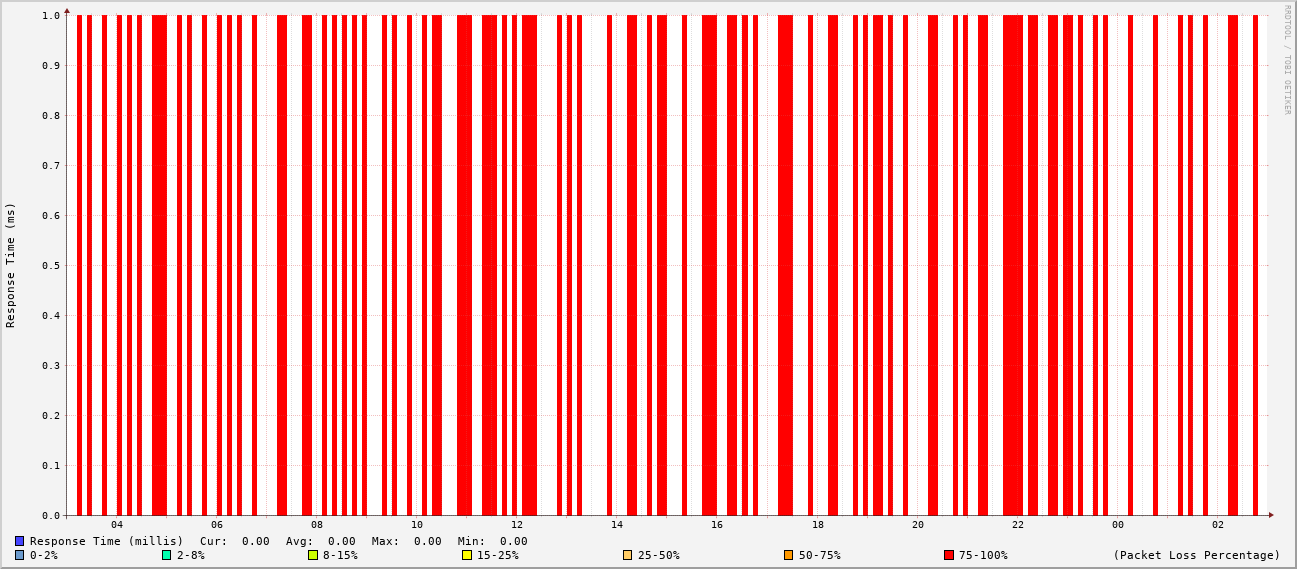 1.0
0.9
0.8
0.7
0.6
0.5
0.4
0.3
0.2
0.1
0.0
Response Time (ms)
04 06 08 10 12 14 16 18 20 22 00 02
RRDTOOL / TOBI OETIKER
Response Time (millis) Cur: 0.00 Avg: 0.00 Max: 0.00 Min: 0.00
0-2% 2-8% 8-15% 15-25% 25-50% 50-75% 75-100% (Packet Loss Percentage)